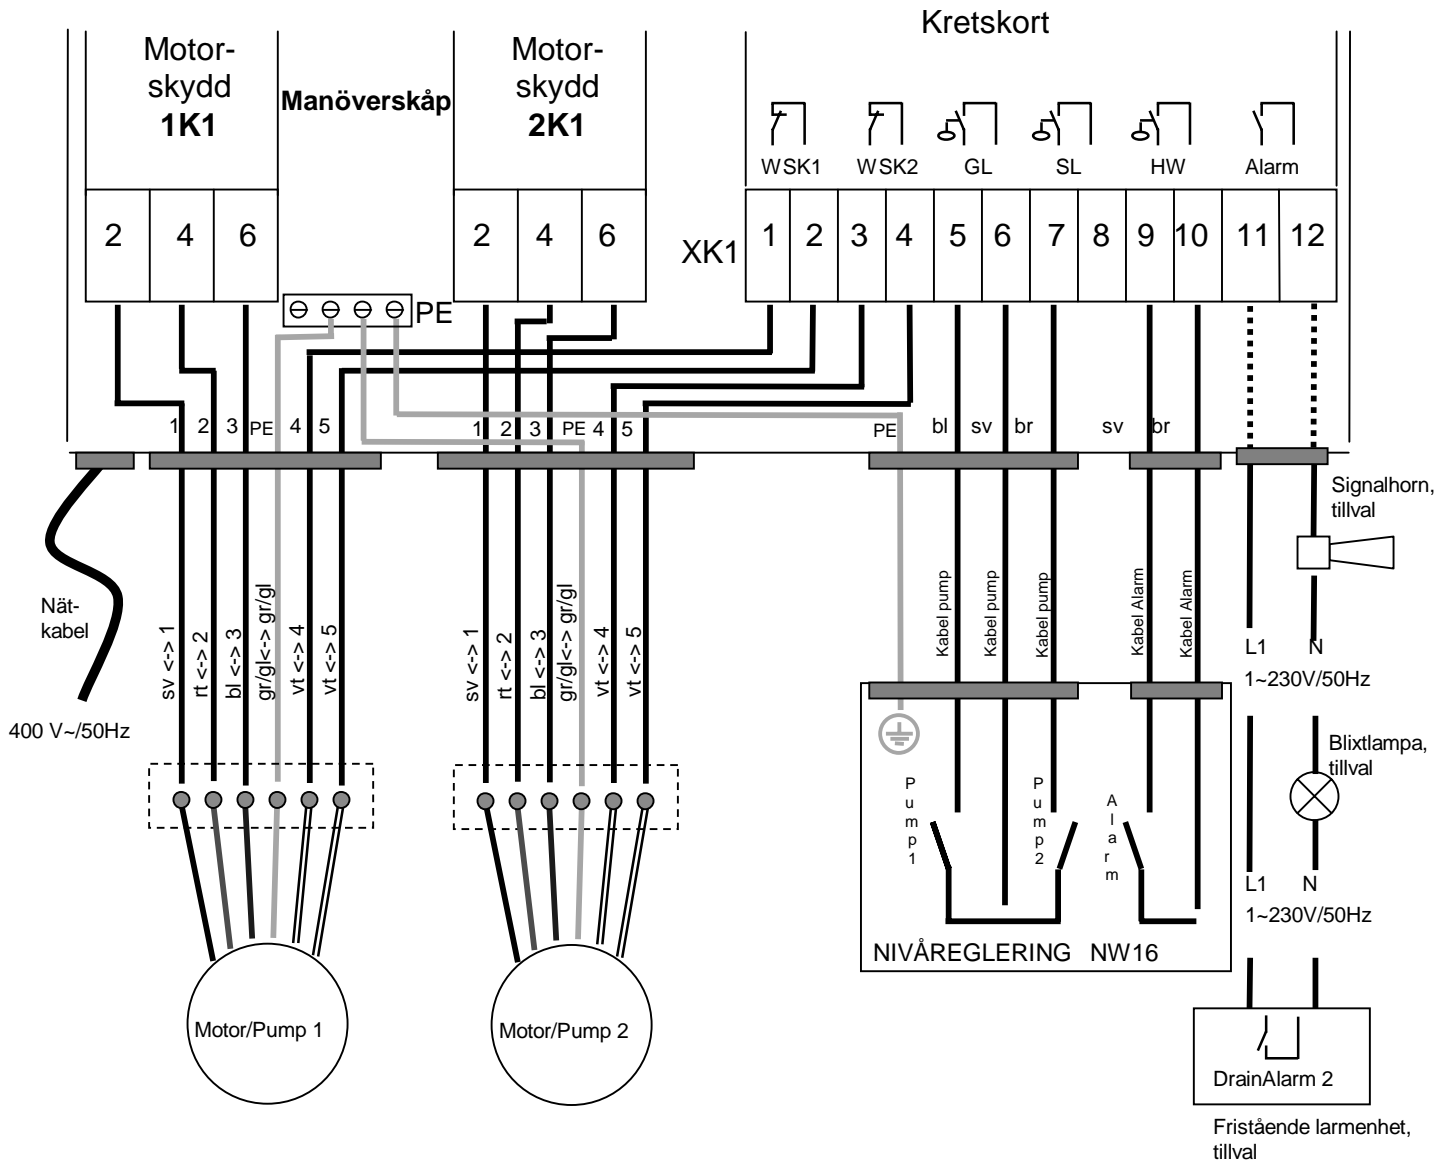 Kretskort
Motor-
skydd
1K1
Manöverskåp
Motor-
skydd
2K1
WSK1 WSK2 GL SL HW Alarm
2 4 6
2 4 6
XK1
1 2 3 4 5 6 7 8 9 10 11 12
PE
1 2 3 PE 4 5
1 2 3 PE 4 5
PE bl sv br sv br
Signalhorn,
tillval
Nät-
kabel
400 V~/50Hz
sv <-> 1
rt <-> 2
bl <-> 3
gr/gl<-> gr/gl
vt <-> 4
vt <-> 5
sv <-> 1
rt <-> 2
bl <-> 3
gr/gl<-> gr/gl
vt <-> 4
vt <-> 5
Kabel pump
Kabel pump
Kabel pump
Kabel Alarm
Kabel Alarm
L1 N
1~230V/50Hz
Blixtlampa,
tillval
Pump1
Pump2
Alarm
L1 N
1~230V/50Hz
NIVÅREGLERING NW16
Motor/Pump 1
Motor/Pump 2
DrainAlarm 2
Fristående larmenhet,
tillval